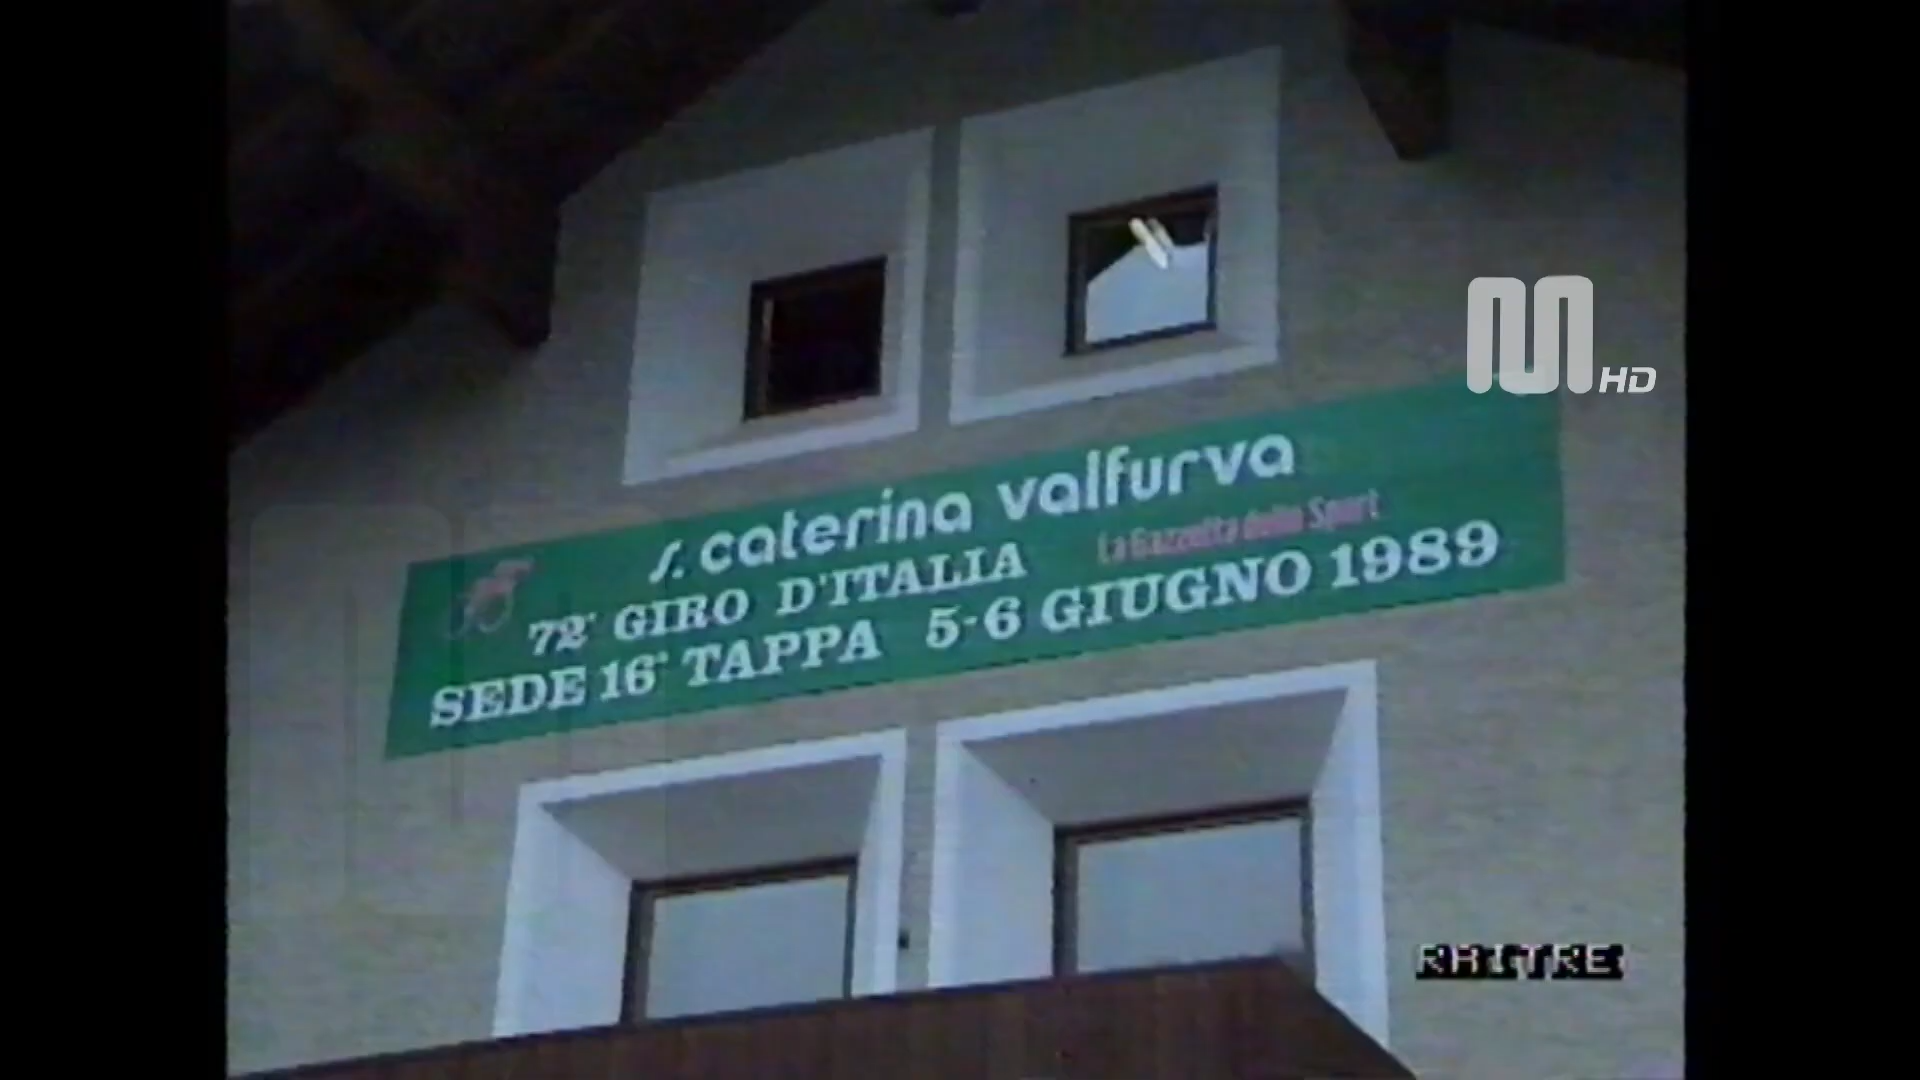 HD
s. caterina valfurva
La Gazzetta dello Sport
72° GIRO D'ITALIA
SEDE 16° TAPPA 5-6 GIUGNO 1989
RAITRE